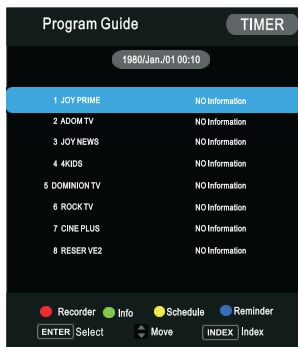 Program Guide TIMER
1980/Jan./01 00:10
1 JOY PRIME NO Information
2 ADOM TV NO Information
3 JOY NEWS NO Information
4 4KIDS NO Information
5 DOMINION TV NO Information
6 ROCK TV NO Information
7 CINE PLUS NO Information
8 RESER VE2 NO Information
Recorder Info Schedule Reminder
ENTER Select Move INDEX Index